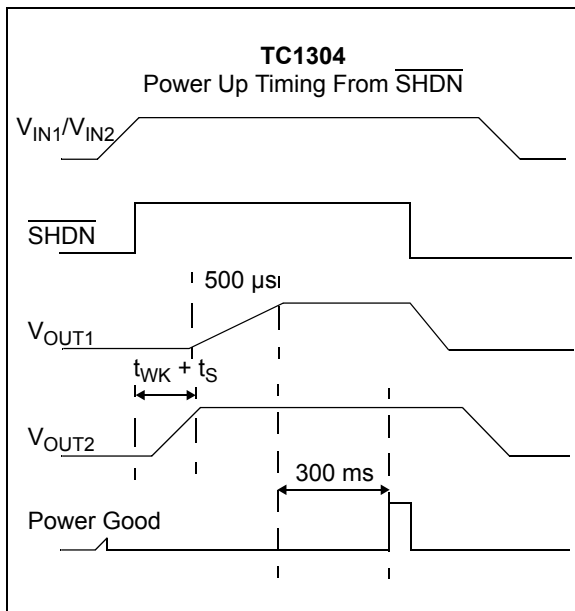 TC1304
Power Up Timing From SHDN
VIN1/VIN2
SHDN
500 µs
VOUT1
tWK + tS
VOUT2
300 ms
Power Good